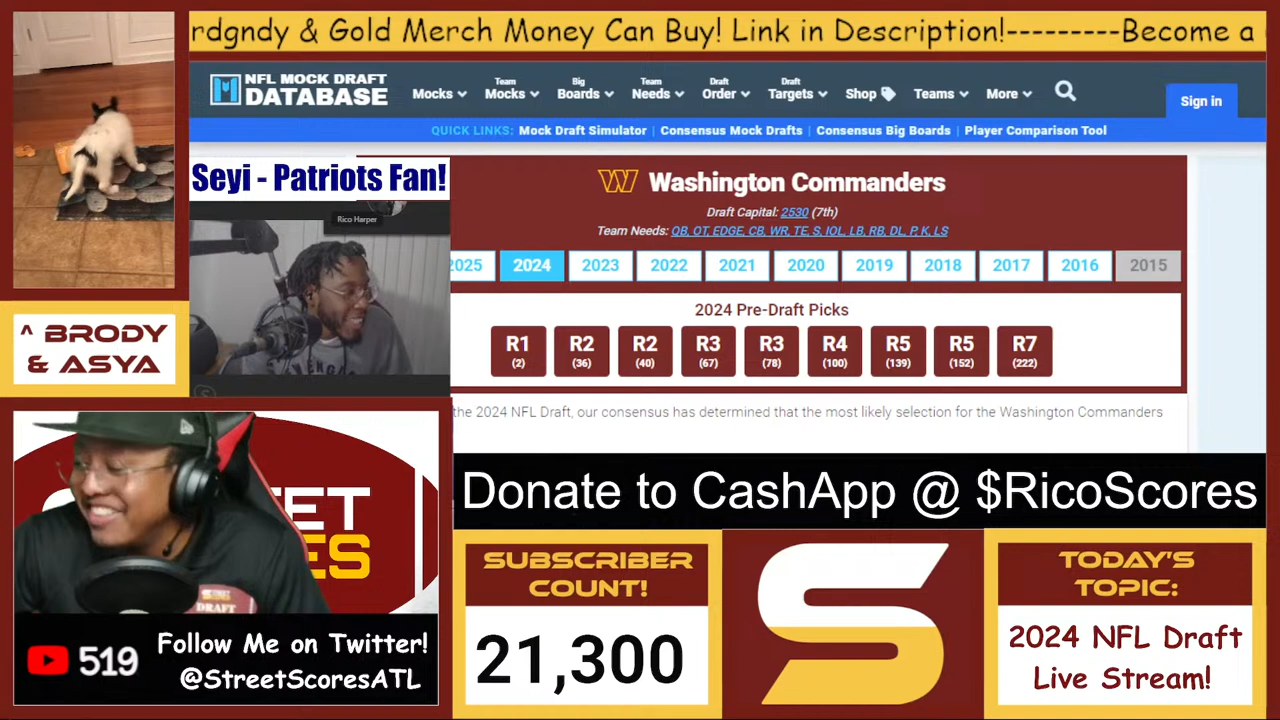 rdgndy & Gold Merch Money Can Buy! Link in Description!---------Become a
NFL MOCK DRAFT
DATABASE
Mocks
Team
Mocks
Big
Boards
Team
Needs
Draft
Order
Draft
Targets
Shop
Teams
More
Sign in
QUICK LINKS: Mock Draft Simulator | Consensus Mock Drafts | Consensus Big Boards | Player Comparison Tool
Seyi - Patriots Fan!
Rico Harper
Washington Commanders
Draft Capital: 2530 (7th)
Team Needs: QB, OT, EDGE, CB, WR, TE, S, IOL, LB, RB, DL, P, K, LS
2025 2024 2023 2022 2021 2020 2019 2018 2017 2016 2015
2024 Pre-Draft Picks
R1 R2 R2 R3 R3 R4 R5 R5 R7
(2) (36) (40) (67) (78) (100) (139) (152) (222)
the 2024 NFL Draft, our consensus has determined that the most likely selection for the Washington Commanders
^ BRODY
& ASYA
DRAFT
519
Follow Me on Twitter!
@StreetScoresATL
Donate to CashApp @ $RicoScores
SUBSCRIBER
COUNT!
21,300
S
TODAY'S
TOPIC:
2024 NFL Draft
Live Stream!